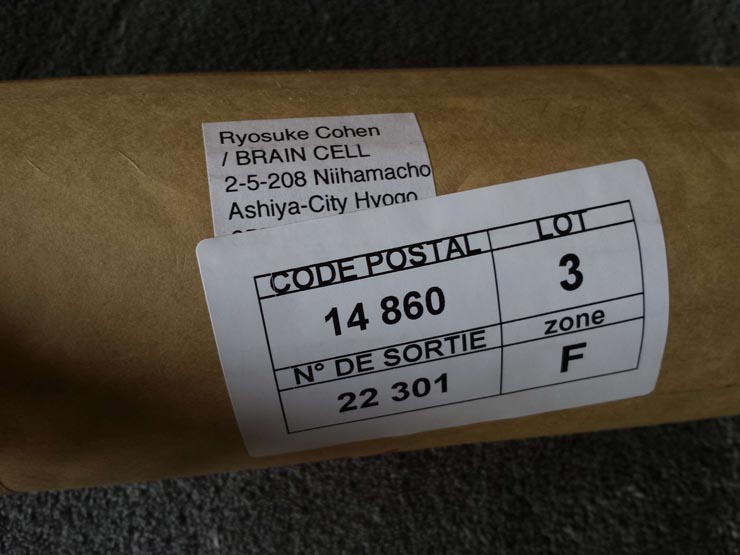 Ryosuke Cohen
/ BRAIN CELL
2-5-208 Niihamacho
Ashiya-City Hyogo
CODE POSTAL LOT
14 860 3
N° DE SORTIE zone
22 301 F